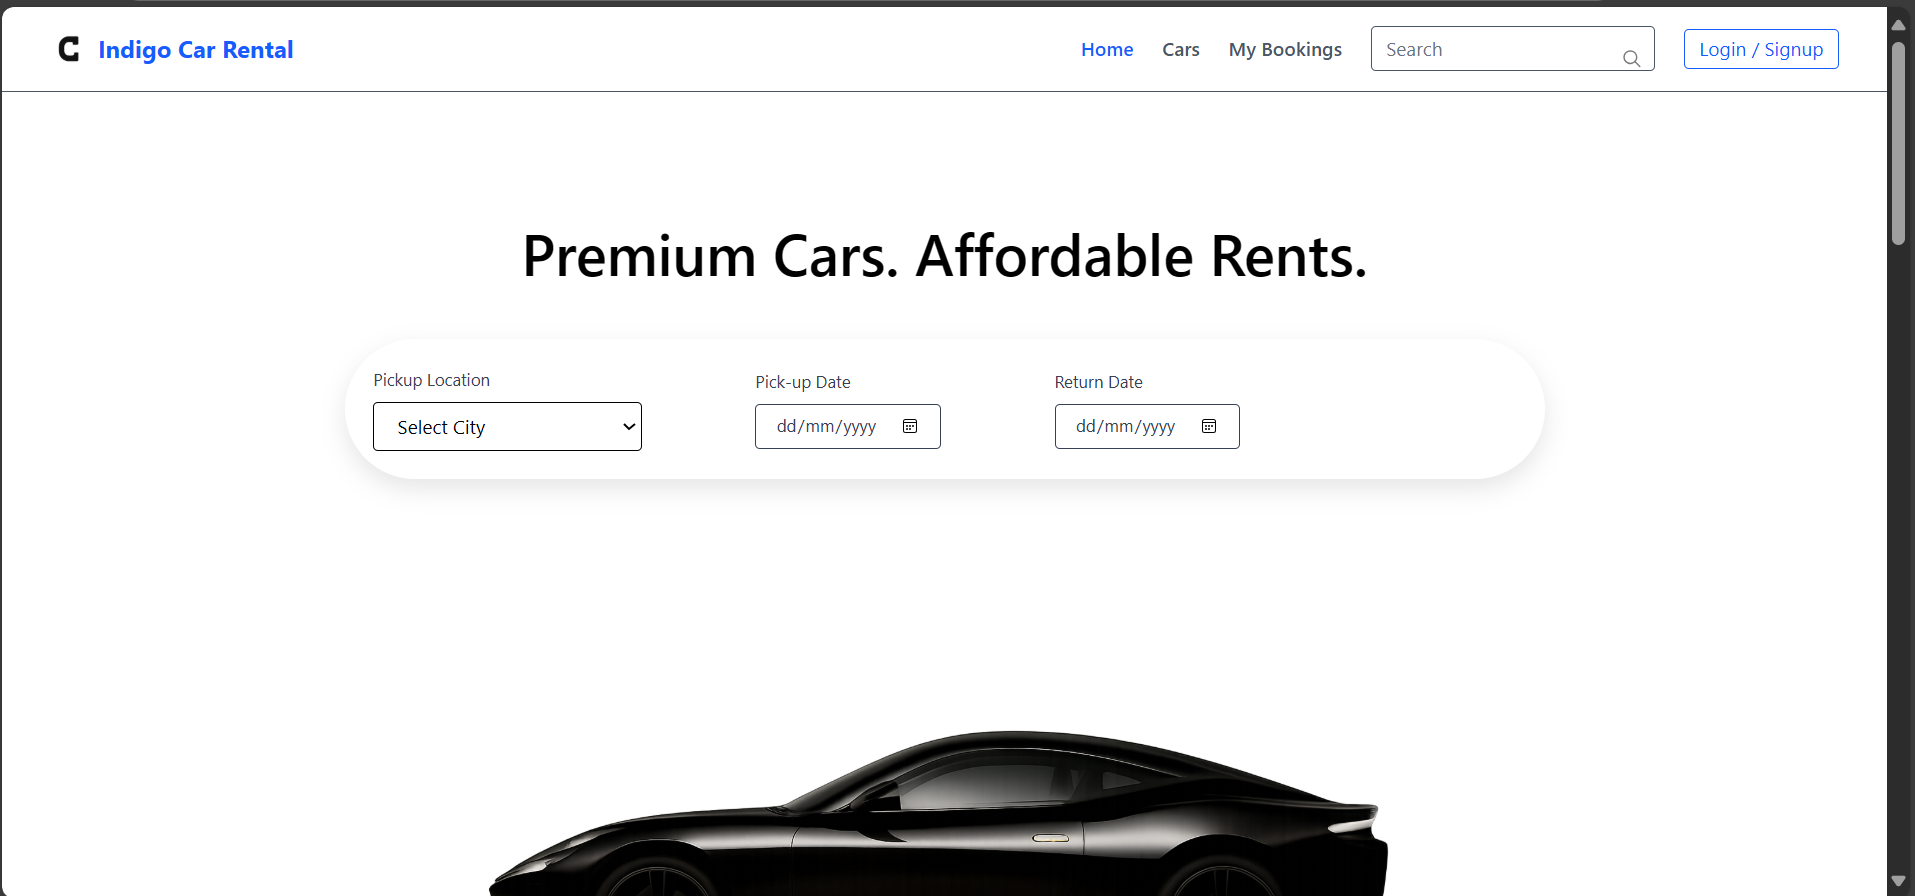 Indigo Car Rental
Home
Cars
My Bookings
Search
Login / Signup
Premium Cars. Affordable Rents.
Pickup Location
Select City
Pick-up Date
dd/mm/yyyy
Return Date
dd/mm/yyyy